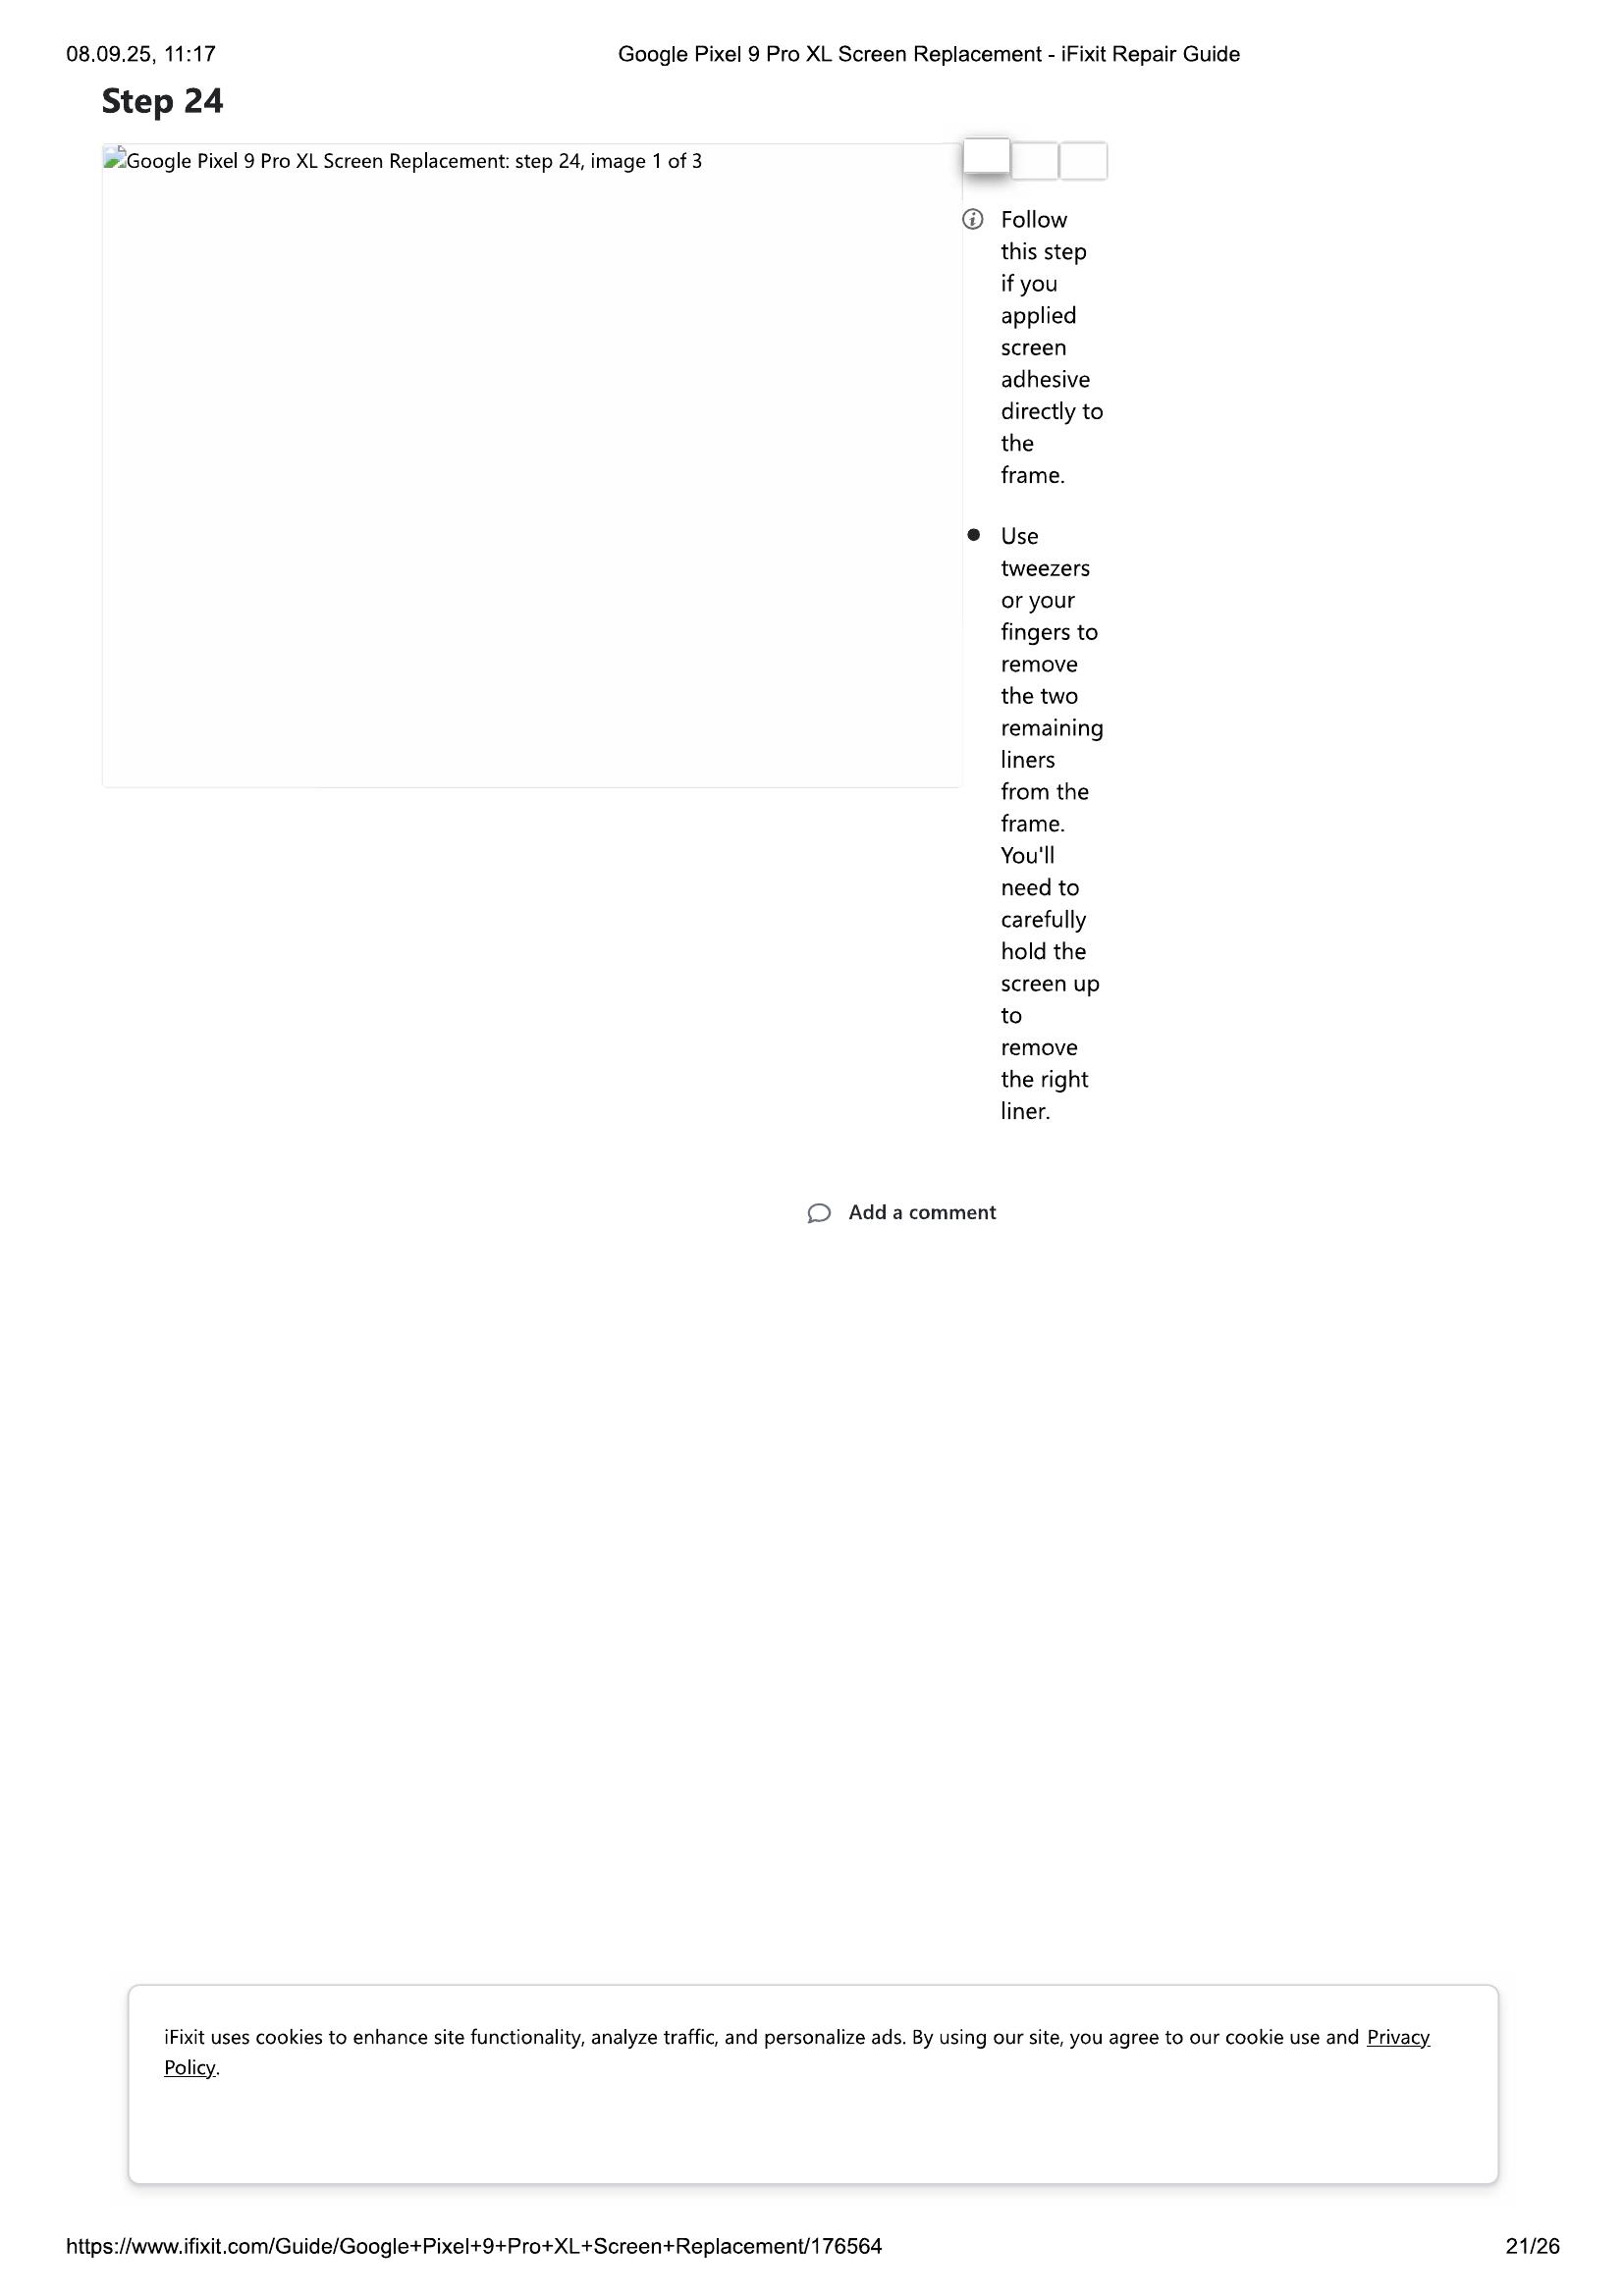 08.09.25, 11:17
Google Pixel 9 Pro XL Screen Replacement - iFixit Repair Guide
Step 24
Google Pixel 9 Pro XL Screen Replacement: step 24, image 1 of 3
Follow
this step
if you
applied
screen
adhesive
directly to
the
frame.
Use
tweezers
or your
fingers to
remove
the two
remaining
liners
from the
frame.
You'll
need to
carefully
hold the
screen up
to
remove
the right
liner.
Add a comment
iFixit uses cookies to enhance site functionality, analyze traffic, and personalize ads. By using our site, you agree to our cookie use and Privacy
Policy.
https://www.ifixit.com/Guide/Google+Pixel+9+Pro+XL+Screen+Replacement/176564
21/26